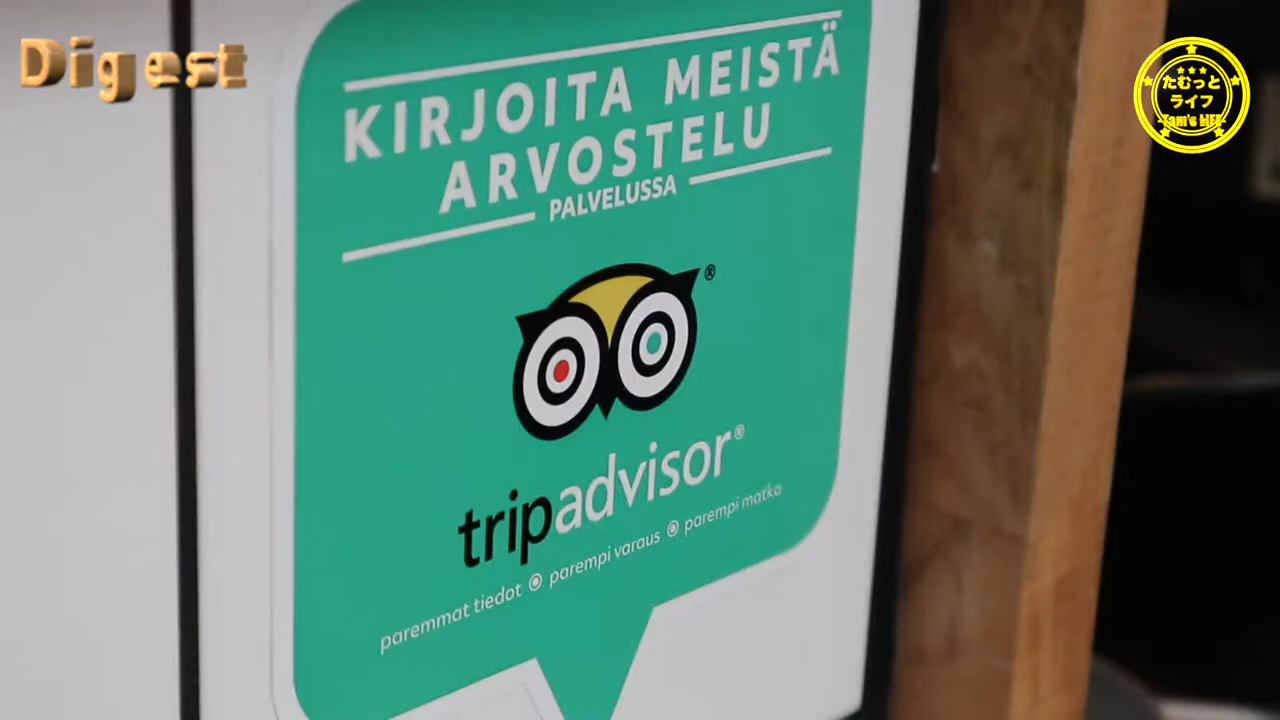 Digest
たむっと
ライフ
KIRJOITA MEISTÄ
ARVOSTELU
PALVELUSSA
tripadvisor®
paremmat tiedot parempi varaus parempi matka